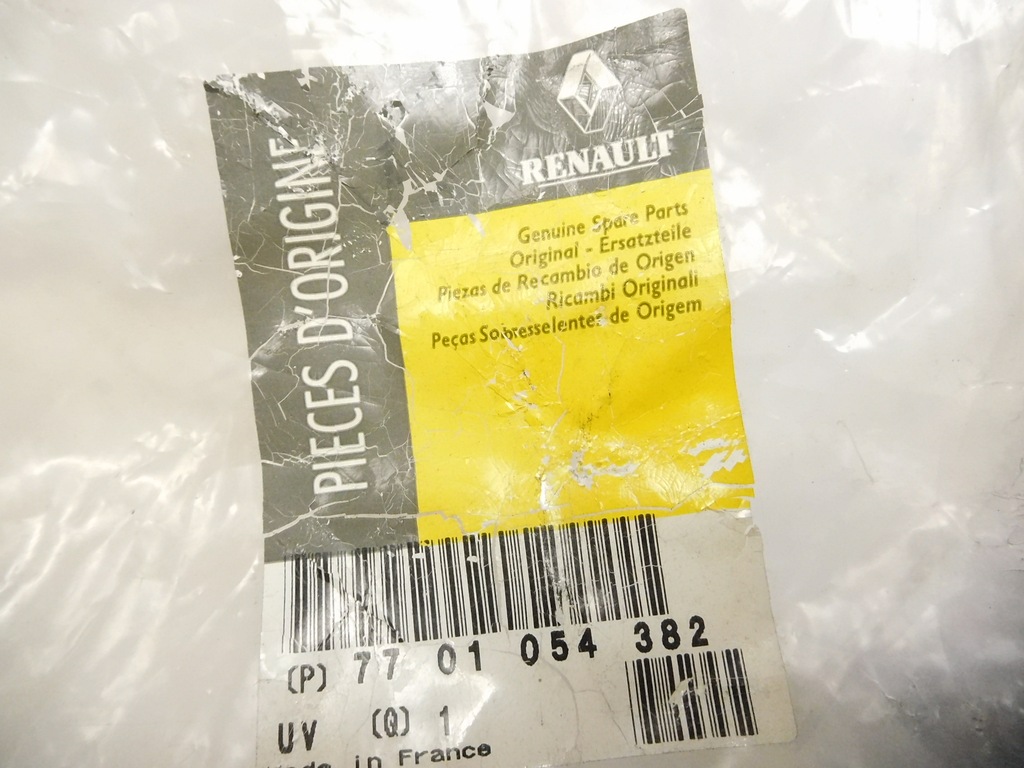 RENAULT
PIECES D'ORIGINE
Genuine Spare Parts
Original - Ersatzteile
Piezas de Recambio de Origen
Ricambi Originali
Peças Sobresselentes de Origem
(P) 77 01 054 382
UV (Q) 1
Made in France